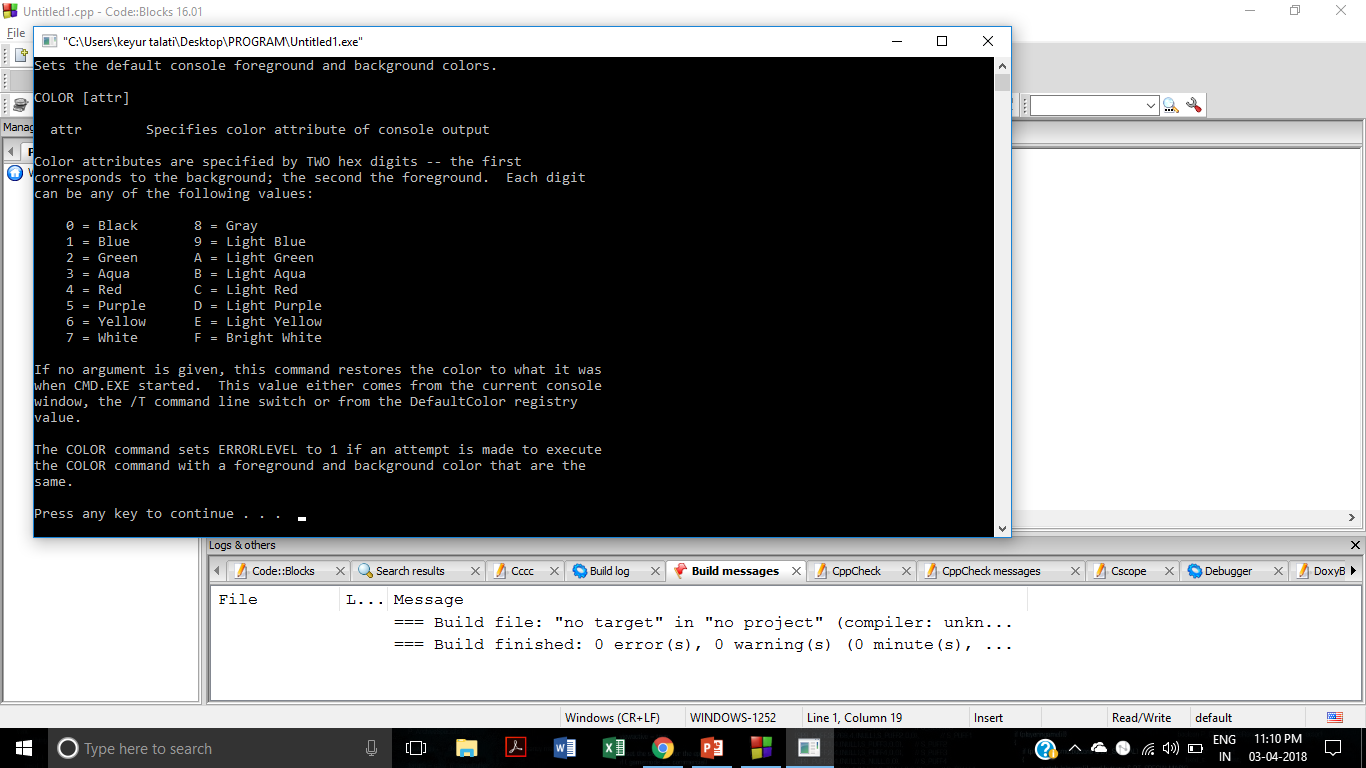 Untitled1.cpp - Code::Blocks 16.01
File
"C:\Users\keyur talati\Desktop\PROGRAM\Untitled1.exe"
Sets the default console foreground and background colors.
COLOR [attr]
attr Specifies color attribute of console output
Color attributes are specified by TWO hex digits -- the first
corresponds to the background; the second the foreground. Each digit
can be any of the following values:
0 = Black 8 = Gray
1 = Blue 9 = Light Blue
2 = Green A = Light Green
3 = Aqua B = Light Aqua
4 = Red C = Light Red
5 = Purple D = Light Purple
6 = Yellow E = Light Yellow
7 = White F = Bright White
If no argument is given, this command restores the color to what it was
when CMD.EXE started. This value either comes from the current console
window, the /T command line switch or from the DefaultColor registry
value.
The COLOR command sets ERRORLEVEL to 1 if an attempt is made to execute
the COLOR command with a foreground and background color that are the
same.
Press any key to continue . . .
Manag
Logs & others
Code::Blocks Search results Cccc Build log Build messages CppCheck CppCheck messages Cscope Debugger DoxyB
File L... Message
=== Build file: "no target" in "no project" (compiler: unkn...
=== Build finished: 0 error(s), 0 warning(s) (0 minute(s), ...
Windows (CR+LF) WINDOWS-1252 Line 1, Column 19 Insert Read/Write default
Type here to search
ENG 11:10 PM
IN 03-04-2018